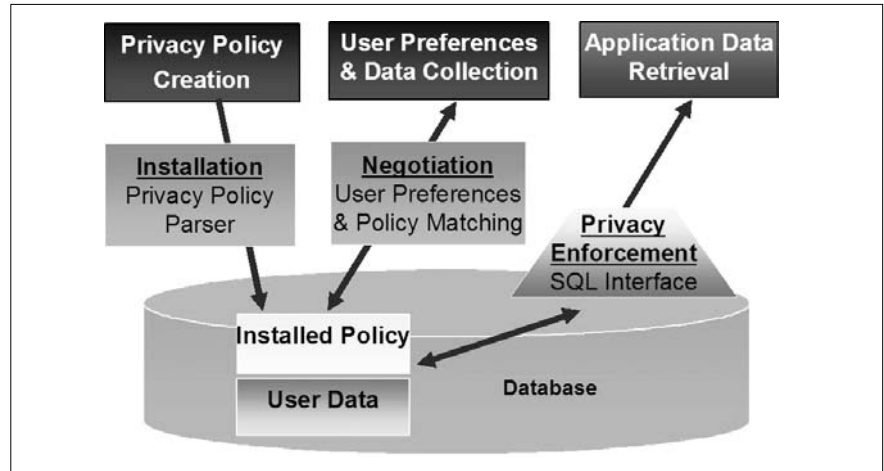 Privacy Policy
Creation
User Preferences
& Data Collection
Application Data
Retrieval
Installation
Privacy Policy
Parser
Negotiation
User Preferences
& Policy Matching
Privacy
Enforcement
SQL Interface
Installed Policy
User Data
Database